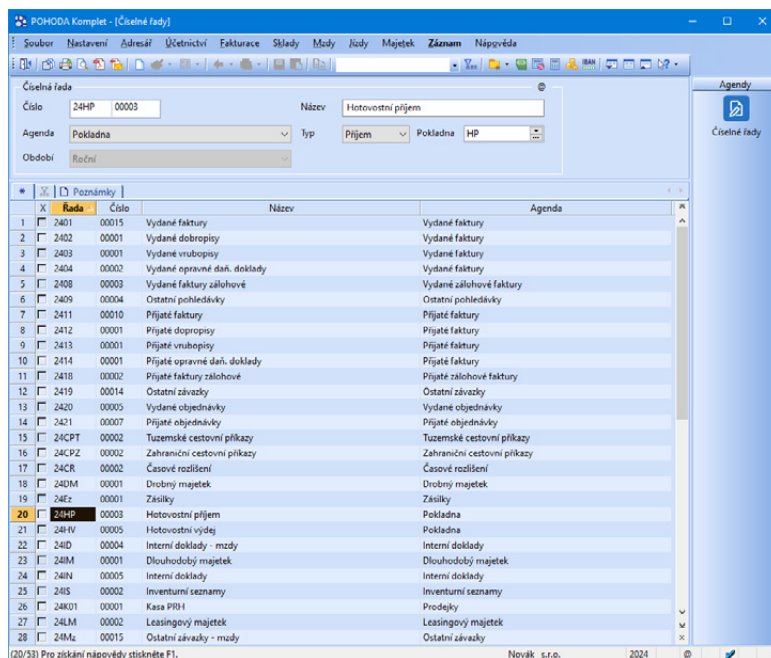 POHODA Komplet - [Číselné řady]
Soubor Nastavení Adresář Účetnictví Fakturace Sklady Mzdy Jízdy Majetek Záznam Nápověda
Číselná řada @
Číslo 24HP 00003 Název Hotovostní příjem
Agenda Pokladna Typ Příjem Pokladna HP
Období Roční
Agendy
Číselné řady
* X Poznámky
X Řada Číslo Název Agenda
1 2401 00015 Vydané faktury Vydané faktury
2 2402 00001 Vydané dobropisy Vydané faktury
3 2403 00001 Vydané vrubopisy Vydané faktury
4 2404 00002 Vydané opravné daň. doklady Vydané faktury
5 2408 00003 Vydané faktury zálohové Vydané zálohové faktury
6 2409 00004 Ostatní pohledávky Ostatní pohledávky
7 2411 00010 Přijaté faktury Přijaté faktury
8 2412 00001 Přijaté dopropisy Přijaté faktury
9 2413 00001 Přijaté vrubopisy Přijaté faktury
10 2414 00001 Přijaté opravné daň. doklady Přijaté faktury
11 2418 00002 Přijaté faktury zálohové Přijaté zálohové faktury
12 2419 00014 Ostatní závazky Ostatní závazky
13 2420 00005 Vydané objednávky Vydané objednávky
14 2421 00007 Přijaté objednávky Přijaté objednávky
15 24CPT 00002 Tuzemské cestovní příkazy Tuzemské cestovní příkazy
16 24CPZ 00002 Zahraniční cestovní příkazy Zahraniční cestovní příkazy
17 24CR 00002 Časové rozlišení Časové rozlišení
18 24DM 00001 Drobný majetek Drobný majetek
19 24Ez 00001 Zásilky Zásilky
20 24HP 00003 Hotovostní příjem Pokladna
21 24HV 00005 Hotovostní výdej Pokladna
22 24ID 00004 Interní doklady - mzdy Interní doklady
23 24IM 00001 Dlouhodobý majetek Dlouhodobý majetek
24 24IN 00005 Interní doklady Interní doklady
25 24IS 00002 Inventurní seznamy Inventurní seznamy
26 24K01 00001 Kasa PRH Prodejky
27 24LM 00002 Leasingový majetek Leasingový majetek
28 24Mz 00015 Ostatní závazky - mzdy Ostatní závazky
(20/53) Pro získání nápovědy stiskněte F1. Novák s.r.o. 2024 @